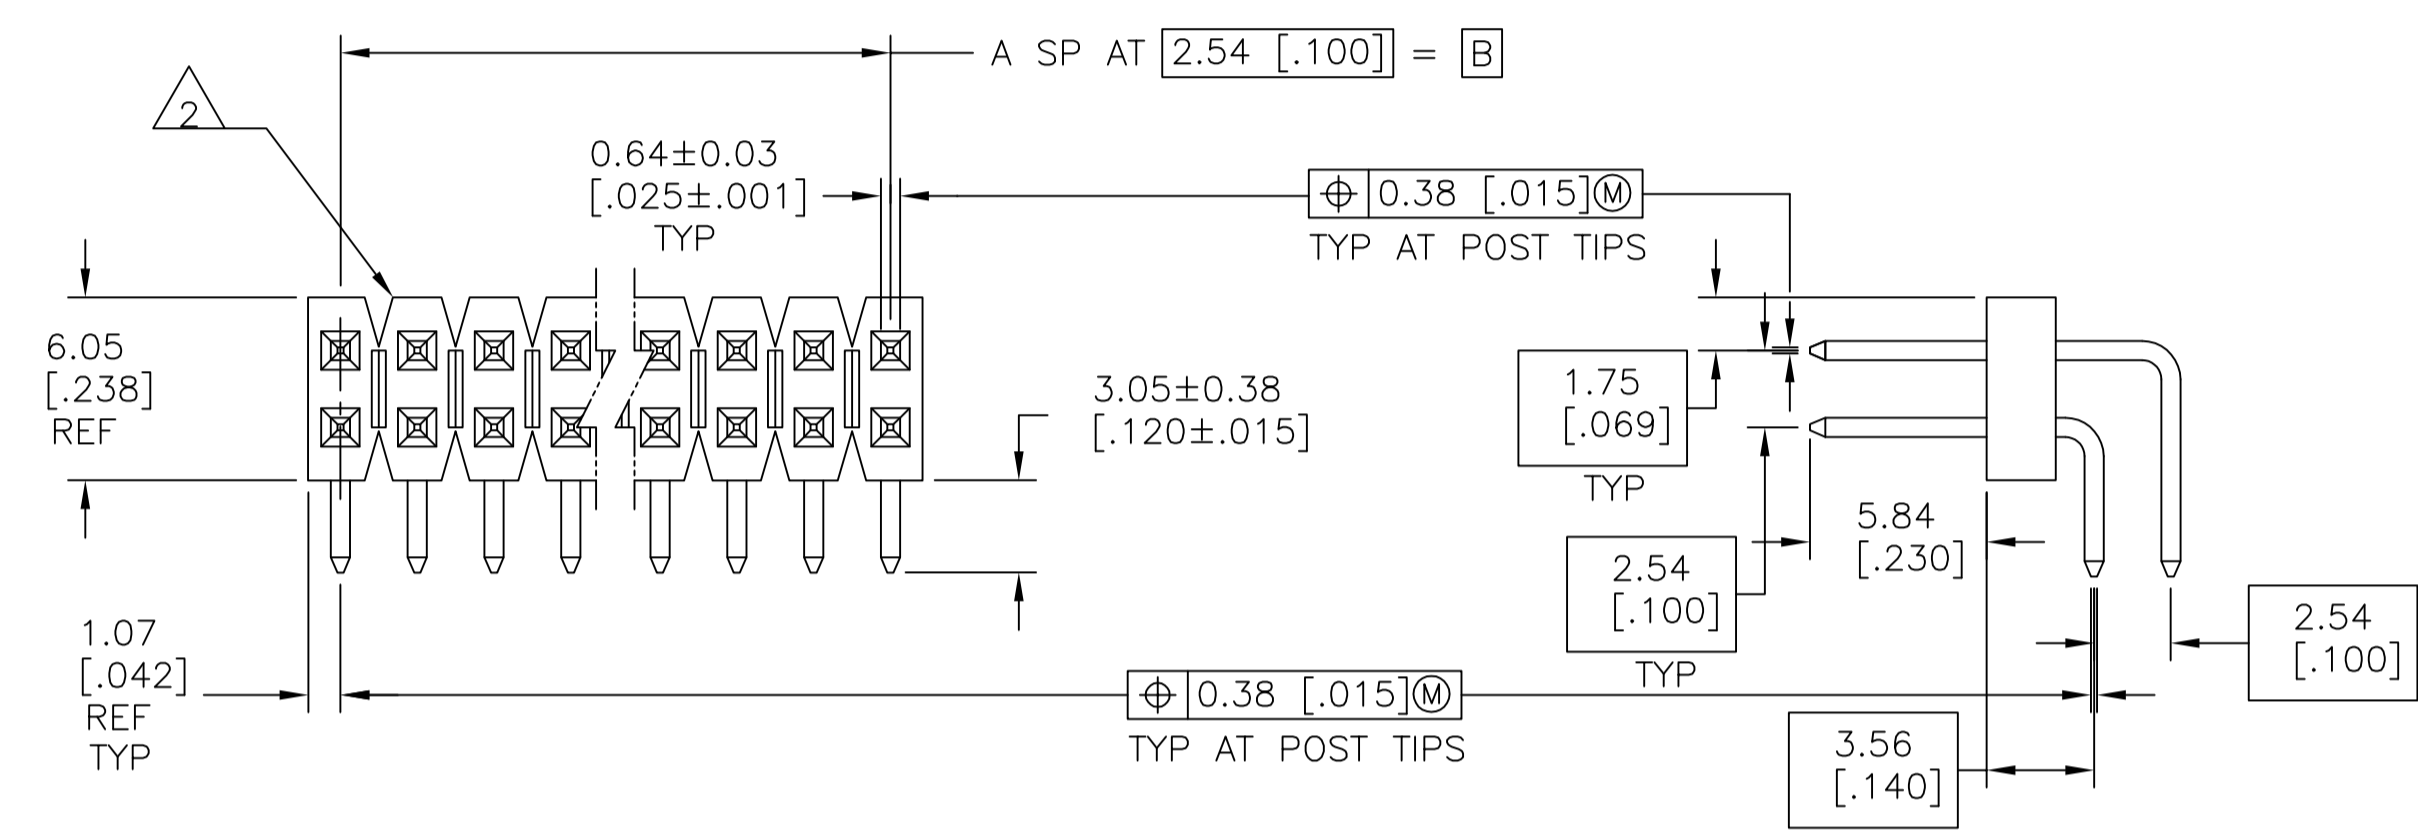 A SP AT 2.54 [.100] = B
2
0.64±0.03
[.025±.001]
TYP
⌖ 0.38 [.015]Ⓜ
TYP AT POST TIPS
6.05
[.238]
REF
3.05±0.38
[.120±.015]
1.75
[.069]
TYP
5.84
[.230]
2.54
[.100]
TYP
1.07
[.042]
REF
TYP
⌖ 0.38 [.015]Ⓜ
TYP AT POST TIPS
2.54
[.100]
3.56
[.140]